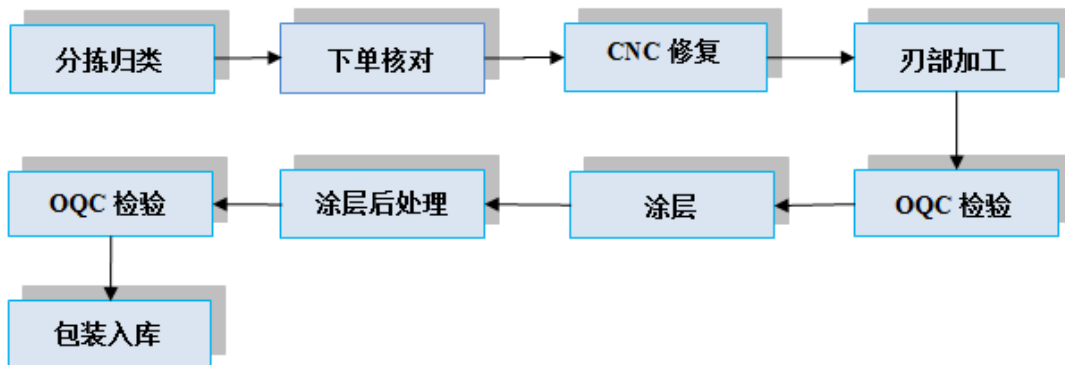 分拣归类
下单核对
CNC 修复
刃部加工
OQC 检验
涂层
涂层后处理
OQC 检验
包装入库